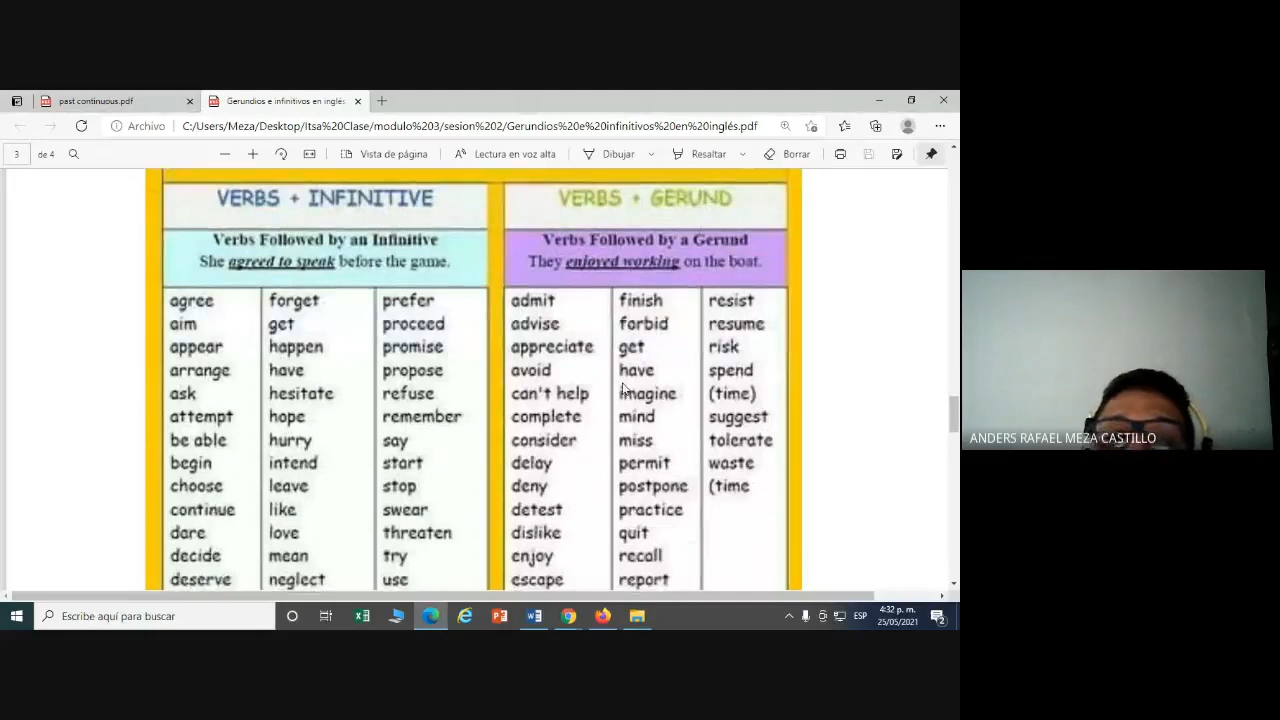 past continuous.pdf
Gerundios e infinitivos en inglés
Archivo
C:/Users/Meza/Desktop/Itsa%20Clase/modulo%203/sesion%202/Gerundios%20e%20infinitivos%20en%20inglés.pdf
3 de 4
Vista de página
Lectura en voz alta
Dibujar
Resaltar
Borrar
VERBS + INFINITIVE
Verbs Followed by an Infinitive
She agreed to speak before the game.
agree forget prefer
aim get proceed
appear happen promise
arrange have propose
ask hesitate refuse
attempt hope remember
be able hurry say
begin intend start
choose leave stop
continue like swear
dare love threaten
decide mean try
deserve neglect use
VERBS + GERUND
Verbs Followed by a Gerund
They enjoyed working on the boat.
admit finish resist
advise forbid resume
appreciate get risk
avoid have spend
can't help imagine (time)
complete mind suggest
consider miss tolerate
delay permit waste
deny postpone (time
detest practice
dislike quit
enjoy recall
escape report
ANDERS RAFAEL MEZA CASTILLO
Escribe aquí para buscar
ESP
4:32 p. m.
25/05/2021
2